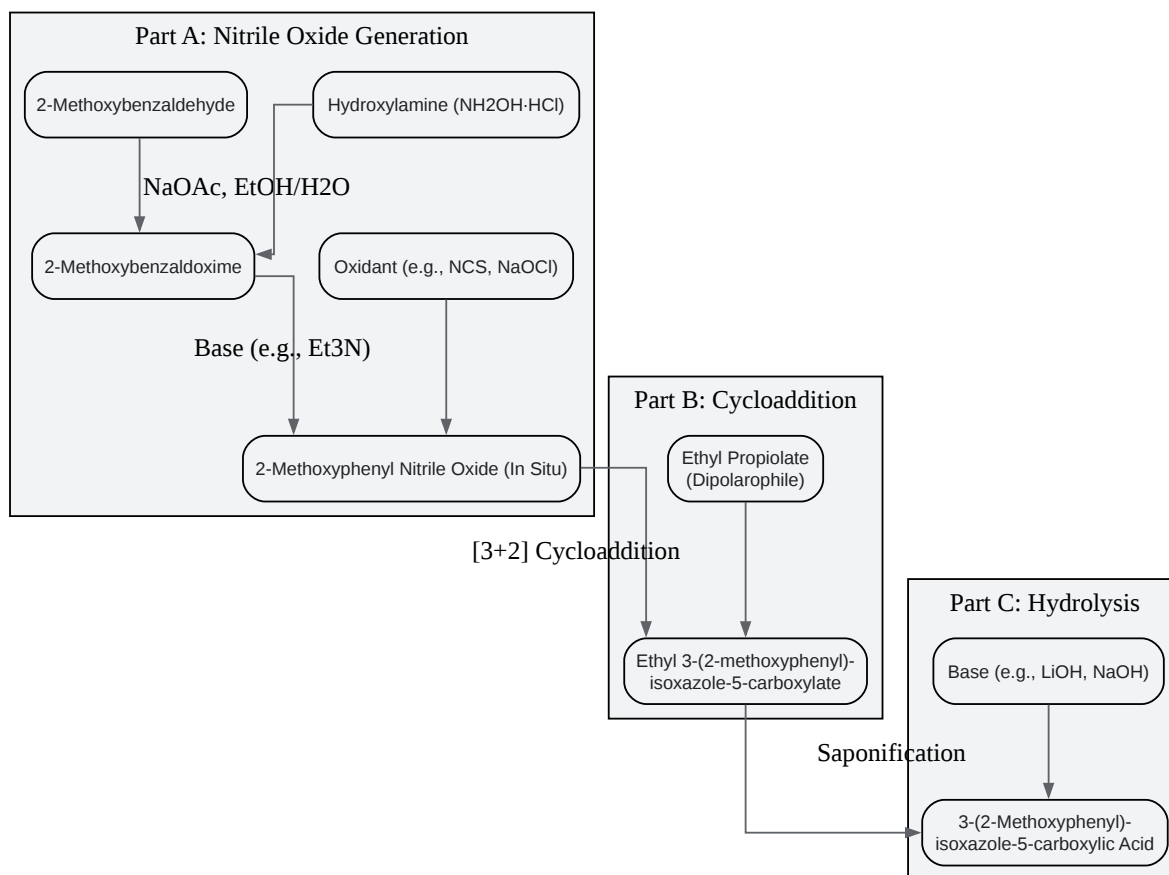 Part A: Nitrile Oxide Generation
2-Methoxybenzaldehyde
Hydroxylamine (NH2OH·HCl)
NaOAc, EtOH/H2O
2-Methoxybenzaldoxime
Oxidant (e.g., NCS, NaOCl)
Base (e.g., Et3N)
2-Methoxyphenyl Nitrile Oxide (In Situ)
Part B: Cycloaddition
Ethyl Propiolate
(Dipolarophile)
[3+2] Cycloaddition
Ethyl 3-(2-methoxyphenyl)-
isoxazole-5-carboxylate
Part C: Hydrolysis
Base (e.g., LiOH, NaOH)
Saponification
3-(2-Methoxyphenyl)-
isoxazole-5-carboxylic Acid